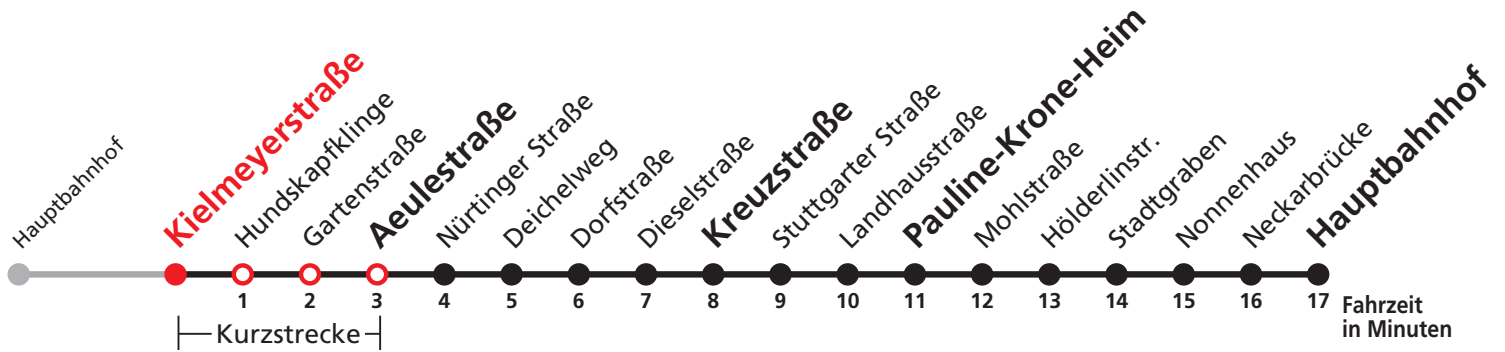 Hauptbahnhof
Kielmeyerstraße
Hundskapfklinge
Gartenstraße
Aeulestraße
Nürtinger Straße
Deichelweg
Dorfstraße
Dieselstraße
Kreuzstraße
Stuttgarter Straße
Landhausstraße
Pauline-Krone-Heim
Mohlstraße
Hölderlinstr.
Stadtgraben
Nonnenhaus
Neckarbrücke
Hauptbahnhof
1 2 3 4 5 6 7 8 9 10 11 12 13 14 15 16 17 Fahrzeit
in Minuten
Kurzstrecke